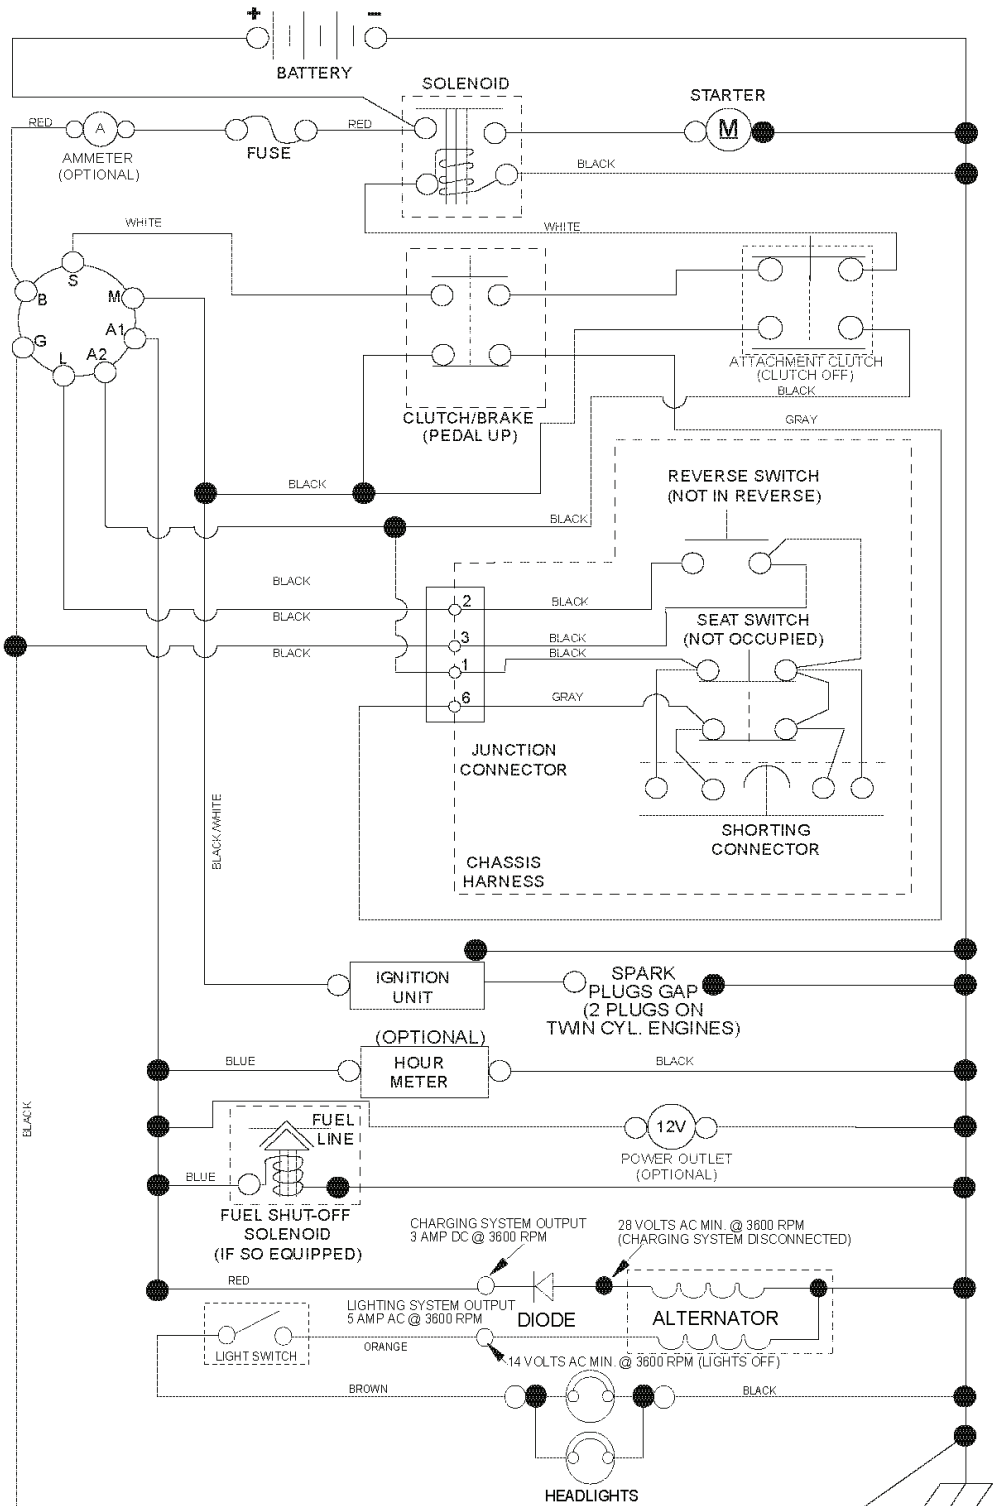 + -
BATTERY
SOLENOID
STARTER
RED
A
RED
M
AMMETER
(OPTIONAL)
FUSE
BLACK
WHITE
WHITE
S
B
M
G
A1
L
A2
ATTACHMENT CLUTCH
(CLUTCH OFF)
BLACK
CLUTCH/BRAKE
(PEDAL UP)
GRAY
REVERSE SWITCH
(NOT IN REVERSE)
BLACK
BLACK
BLACK
2
BLACK
BLACK
SEAT SWITCH
(NOT OCCUPIED)
3
BLACK
BLACK
BLACK
1
6
GRAY
JUNCTION
CONNECTOR
BLACK/WHITE
SHORTING
CONNECTOR
CHASSIS
HARNESS
IGNITION
UNIT
SPARK
PLUGS GAP
(2 PLUGS ON
TWIN CYL. ENGINES)
(OPTIONAL)
BLUE
HOUR
METER
BLACK
BLACK
FUEL
LINE
12V
POWER OUTLET
(OPTIONAL)
BLUE
FUEL SHUT-OFF
SOLENOID
(IF SO EQUIPPED)
CHARGING SYSTEM OUTPUT
3 AMP DC @ 3600 RPM
28 VOLTS AC MIN. @ 3600 RPM
(CHARGING SYSTEM DISCONNECTED)
RED
LIGHTING SYSTEM OUTPUT
5 AMP AC @ 3600 RPM
DIODE
ALTERNATOR
LIGHT SWITCH
ORANGE
14 VOLTS AC MIN. @ 3600 RPM (LIGHTS OFF)
BROWN
BLACK
HEADLIGHTS